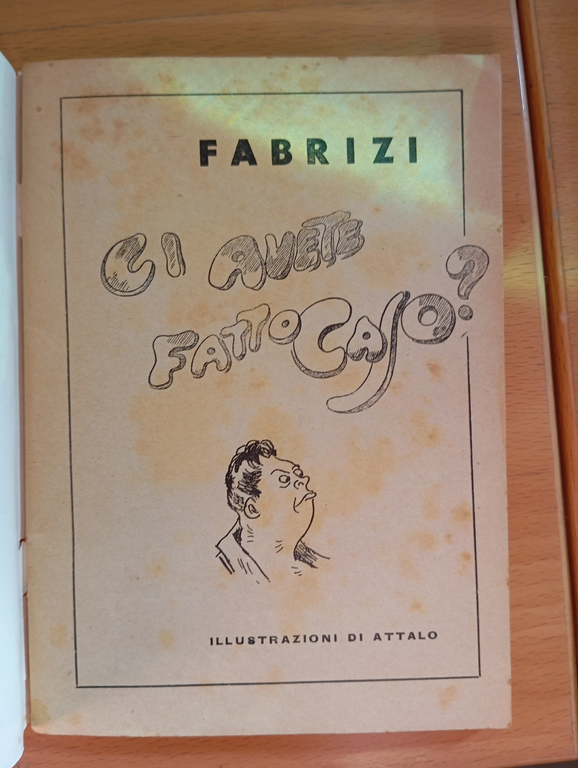 FABRIZI
CI AVETE
FATTO CASO?
ILLUSTRAZIONI DI ATTALO